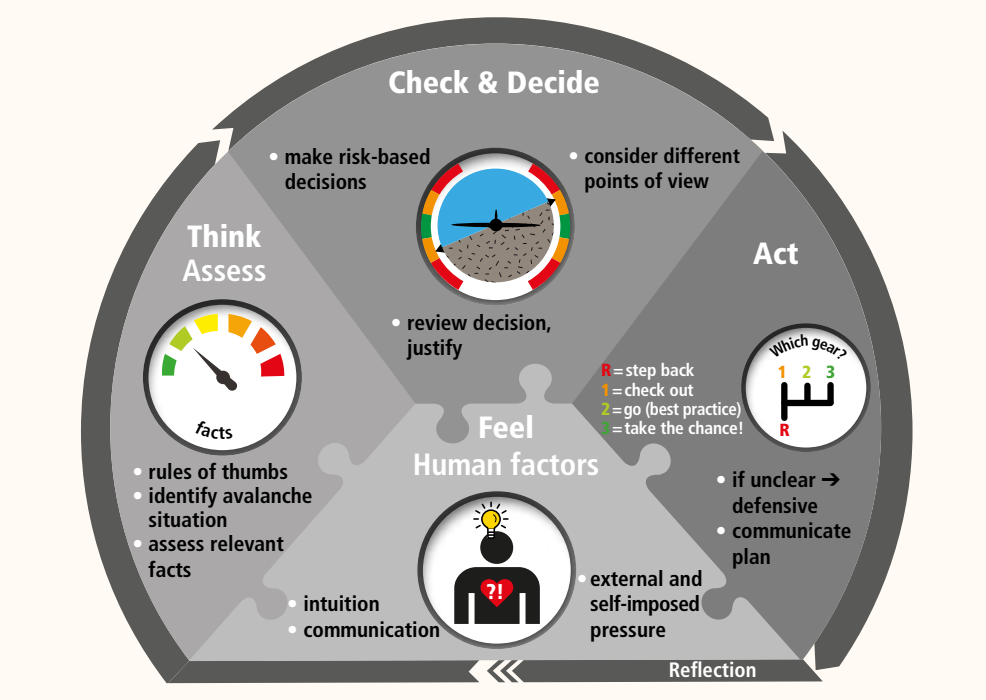 Check & Decide
• make risk-based
decisions
• consider different
points of view
• review decision,
justify
Think
Assess
facts
• rules of thumbs
• identify avalanche
situation
• assess relevant
facts
Act
Which gear?
1 2 3
R
R = step back
1 = check out
2 = go (best practice)
3 = take the chance!
• if unclear ➔
defensive
• communicate
plan
Feel
Human factors
?!
• intuition
• communication
• external and
self-imposed
pressure
Reflection